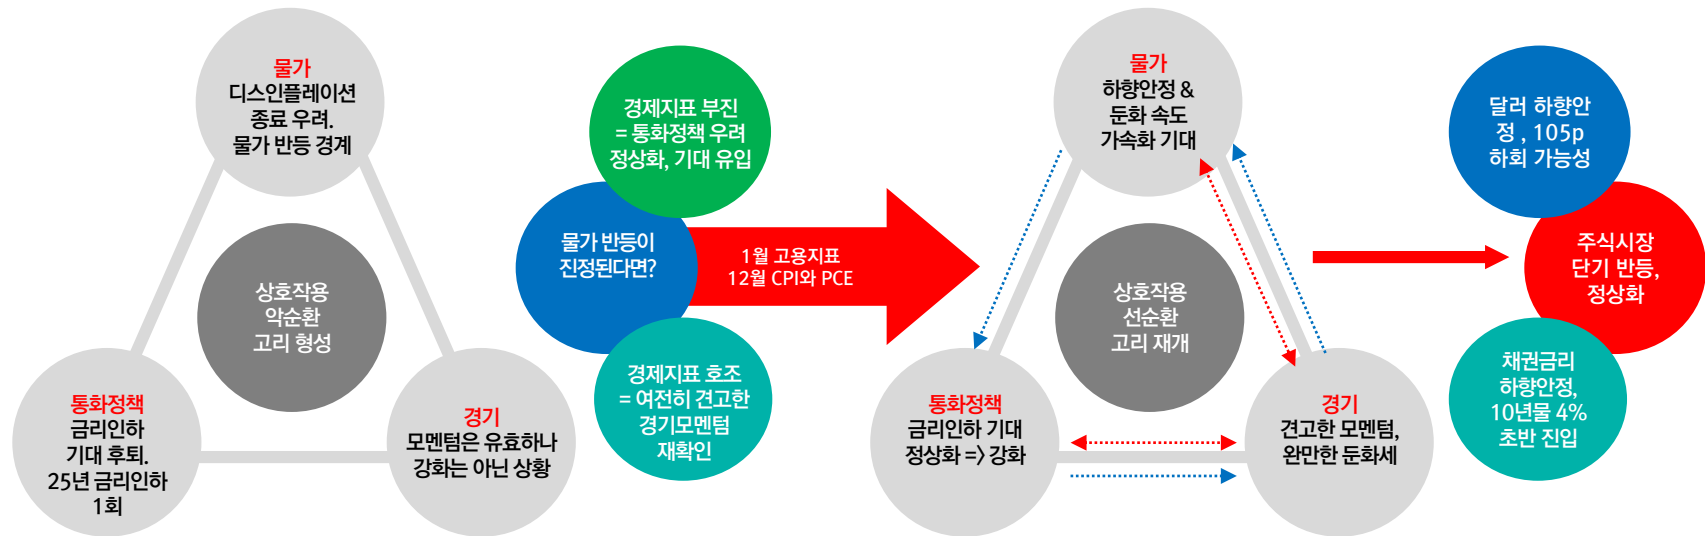 물가
디스인플레이션
종료 우려.
물가 반등 경계
상호작용
악순환
고리 형성
통화정책
금리인하
기대 후퇴.
25년 금리인하
1회
경기
모멘텀은 유효하나
강화는 아닌 상황
경제지표 부진
= 통화정책 우려
정상화, 기대 유입
물가 반등이
진정된다면?
경제지표 호조
= 여전히 견고한
경기모멘텀
재확인
1월 고용지표
12월 CPI와 PCE
물가
하향안정 &
둔화 속도
가속화 기대
상호작용
선순환
고리 재개
통화정책
금리인하 기대
정상화 => 강화
경기
견고한 모멘텀,
완만한 둔화세
달러 하향안
정 , 105p
하회 가능성
주식시장
단기 반등,
정상화
채권금리
하향안정,
10년물 4%
초반 진입